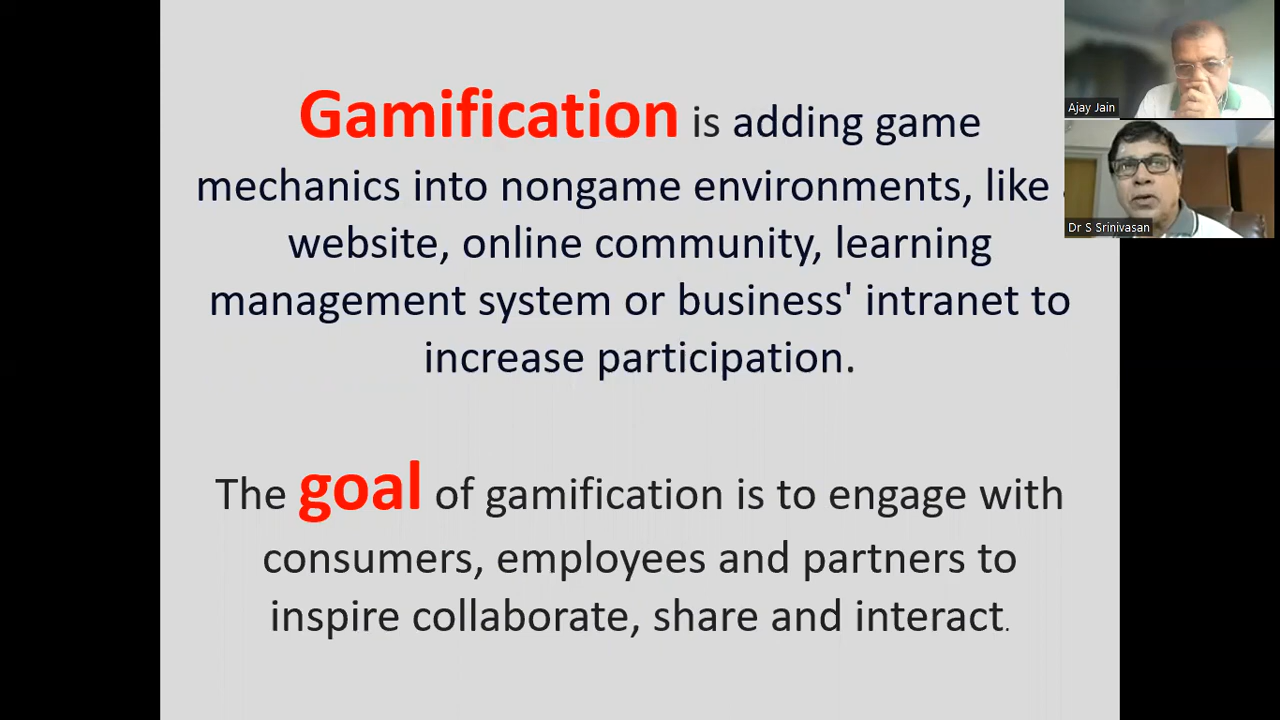 Gamification is adding game
mechanics into nongame environments, like
website, online community, learning
management system or business' intranet to
increase participation.
The goal of gamification is to engage with
consumers, employees and partners to
inspire collaborate, share and interact.
Ajay Jain
Dr S Srinivasan